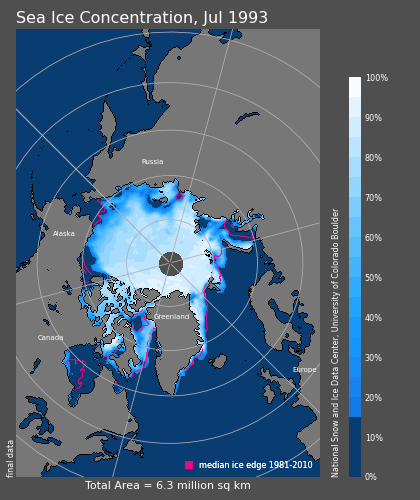 Sea Ice Concentration, Jul 1993
Russia
Alaska
Greenland
Canada
Europe
median ice edge 1981-2010
Total Area = 6.3 million sq km
final data
100%
90%
80%
70%
60%
50%
40%
30%
20%
10%
0%
National Snow and Ice Data Center, University of Colorado Boulder